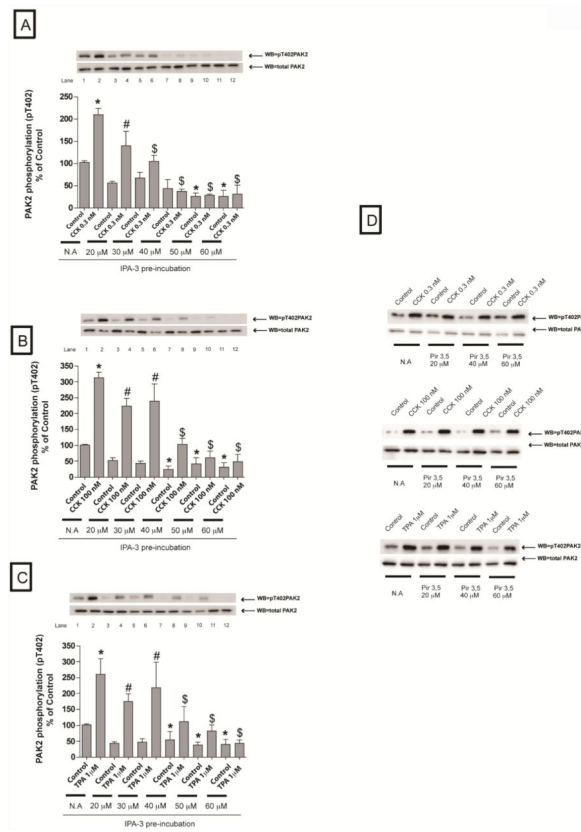 A
WB=pT402PAK2
WB=total PAK2
Lane 1 2 3 4 5 6 7 8 9 10 11 12
PAK2 phosphorylation (pT402)
% of Control
250
200
150
100
50
0
* # $ $ * $ * $
Control CCK 0.3 nM Control CCK 0.3 nM Control CCK 0.3 nM Control CCK 0.3 nM Control CCK 0.3 nM Control CCK 0.3 nM
N.A 20 μM 30 μM 40 μM 50 μM 60 μM
IPA-3 pre-incubation
B
WB=pT402PAK2
WB=total PAK2
Lane 1 2 3 4 5 6 7 8 9 10 11 12
PAK2 phosphorylation (pT402)
% of Control
350
300
250
200
150
100
50
0
* # # * $ * $ * $
Control CCK 100 nM Control CCK 100 nM Control CCK 100 nM Control CCK 100 nM Control CCK 100 nM Control CCK 100 nM
N.A 20 μM 30 μM 40 μM 50 μM 60 μM
IPA-3 pre-incubation
C
WB=pT402PAK2
WB=total PAK2
Lane 1 2 3 4 5 6 7 8 9 10 11 12
PAK2 phosphorylation (pT402)
% of Control
350
300
250
200
150
100
50
0
* # # * $ * $ * $
Control TPA 1μM Control TPA 1μM Control TPA 1μM Control TPA 1μM Control TPA 1μM Control TPA 1μM
N.A 20 μM 30 μM 40 μM 50 μM 60 μM
IPA-3 pre-incubation
D
Control CCK 0.3 nM Control CCK 0.3 nM Control CCK 0.3 nM Control CCK 0.3 nM
WB=pT402P
WB=total PA
N.A Pir 3,5 Pir 3,5 Pir 3,5
20 μM 40 μM 60 μM
Control CCK 100 nM Control CCK 100 nM Control CCK 100 nM Control CCK 100 nM
WB=pT402PA
WB=total PAK
N.A Pir 3,5 Pir 3,5 Pir 3,5
20 μM 40 μM 60 μM
Control TPA 1μM Control TPA 1μM Control TPA 1μM Control TPA 1μM
WB=pT402PAK2
WB=total PAK2
N.A Pir 3,5 Pir 3,5 Pir 3,5
20 μM 40 μM 60 μM